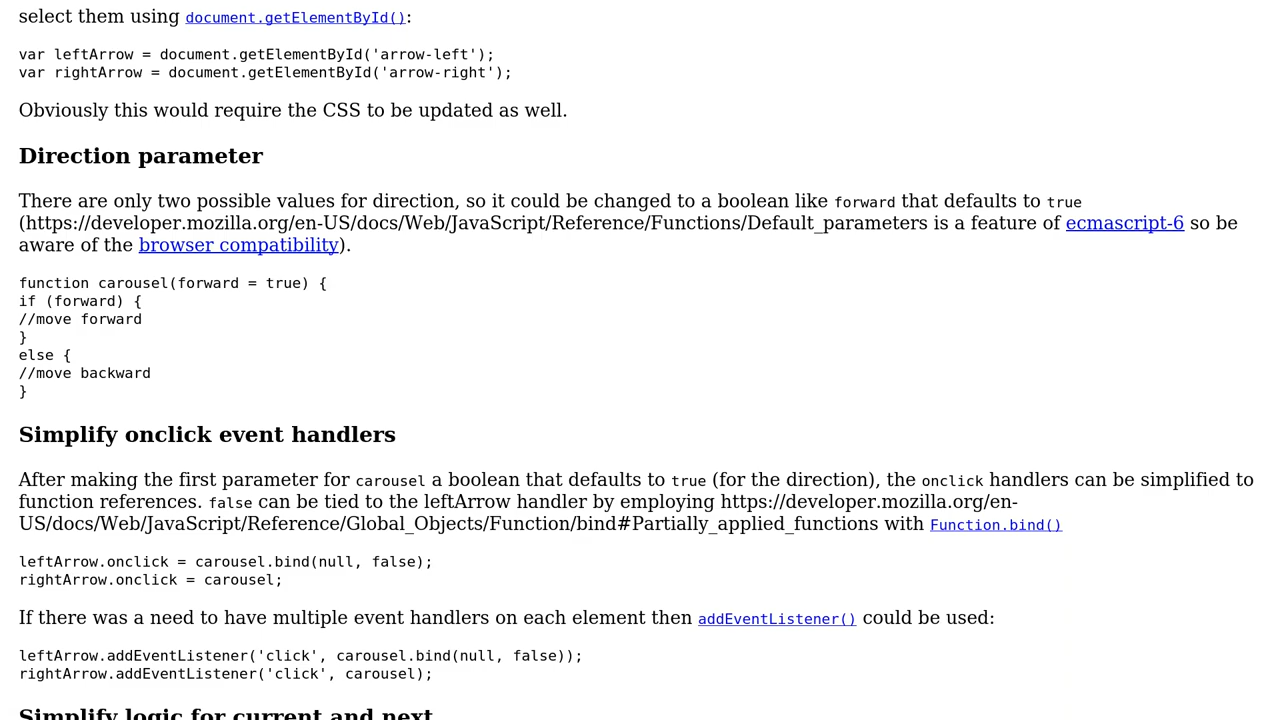 select them using document.getElementById():
var leftArrow = document.getElementById('arrow-left');
var rightArrow = document.getElementById('arrow-right');
Obviously this would require the CSS to be updated as well.
Direction parameter
There are only two possible values for direction, so it could be changed to a boolean like forward that defaults to true
(https://developer.mozilla.org/en-US/docs/Web/JavaScript/Reference/Functions/Default_parameters is a feature of ecmascript-6 so be
aware of the browser compatibility).
function carousel(forward = true) {
if (forward) {
//move forward
}
else {
//move backward
}
Simplify onclick event handlers
After making the first parameter for carousel a boolean that defaults to true (for the direction), the onclick handlers can be simplified to
function references. false can be tied to the leftArrow handler by employing https://developer.mozilla.org/en-
US/docs/Web/JavaScript/Reference/Global_Objects/Function/bind#Partially_applied_functions with Function.bind()
leftArrow.onclick = carousel.bind(null, false);
rightArrow.onclick = carousel;
If there was a need to have multiple event handlers on each element then addEventListener() could be used:
leftArrow.addEventListener('click', carousel.bind(null, false));
rightArrow.addEventListener('click', carousel);
Simplify logic for current and next